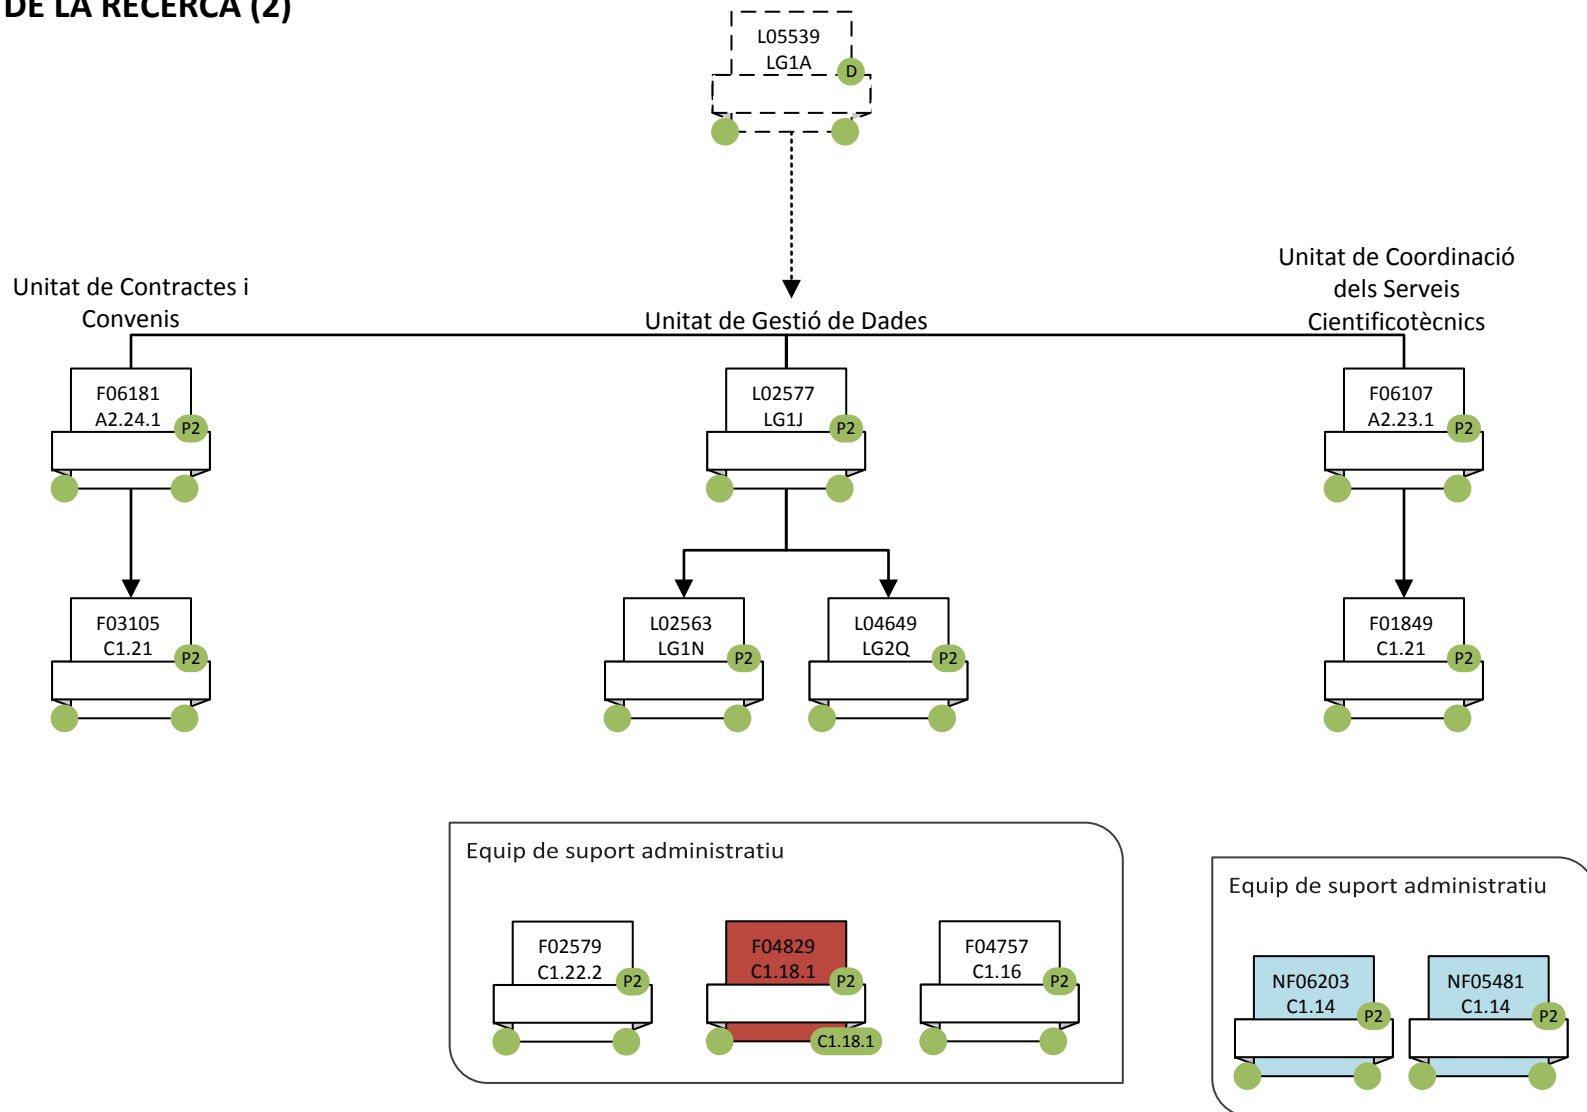 DE LA RECERCA (2)
L05539
LG1A
D
Unitat de Contractes i
Convenis
Unitat de Gestió de Dades
Unitat de Coordinació
dels Serveis
Cientificotècnics
F06181
A2.24.1
P2
L02577
LG1J
P2
F06107
A2.23.1
P2
F03105
C1.21
P2
L02563
LG1N
P2
L04649
LG2Q
P2
F01849
C1.21
P2
Equip de suport administratiu
F02579
C1.22.2
P2
F04829
C1.18.1
P2
C1.18.1
F04757
C1.16
P2
Equip de suport administratiu
NF06203
C1.14
P2
NF05481
C1.14
P2